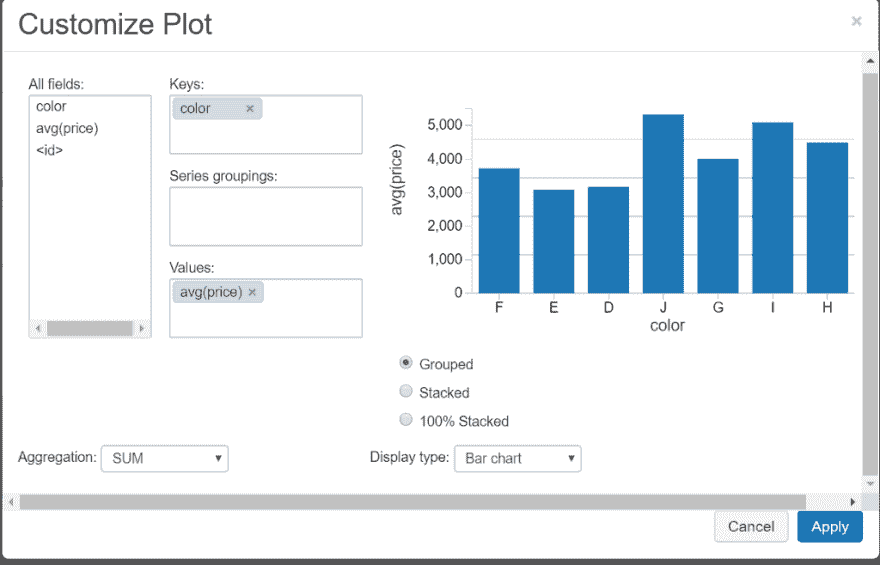 Customize Plot
×
All fields:
color
avg(price)
<id>
Keys:
color ×
Series groupings:
Values:
avg(price) ×
avg(price)
5,000
4,000
3,000
2,000
1,000
0
F E D J G I H
color
Grouped
Stacked
100% Stacked
Aggregation: SUM
Display type: Bar chart
Cancel Apply